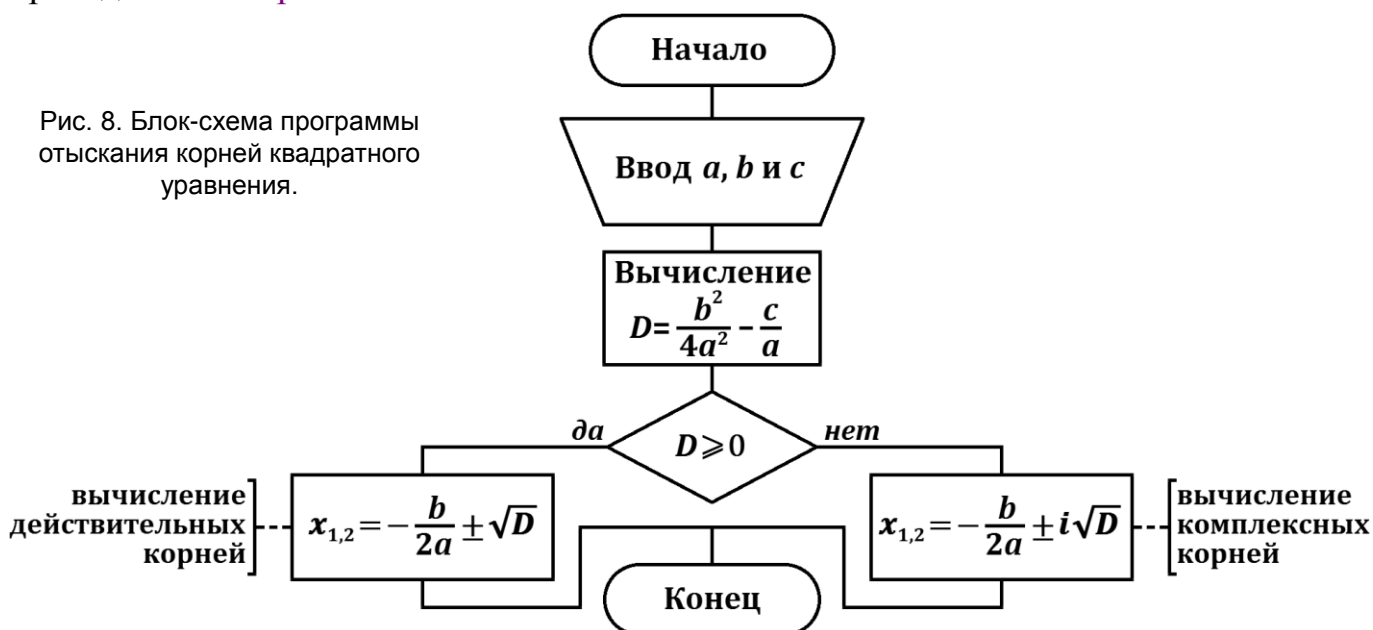 Начало
Рис. 8. Блок-схема программы
отыскания корней квадратного
уравнения.
Ввод a, b и c
Вычисление
D = b²/4a² − c/a
да
D ⩾ 0
нет
вычисление
действительных
корней
x₁,₂ = − b/2a ± √D
x₁,₂ = − b/2a ± i√D
вычисление
комплексных
корней
Конец